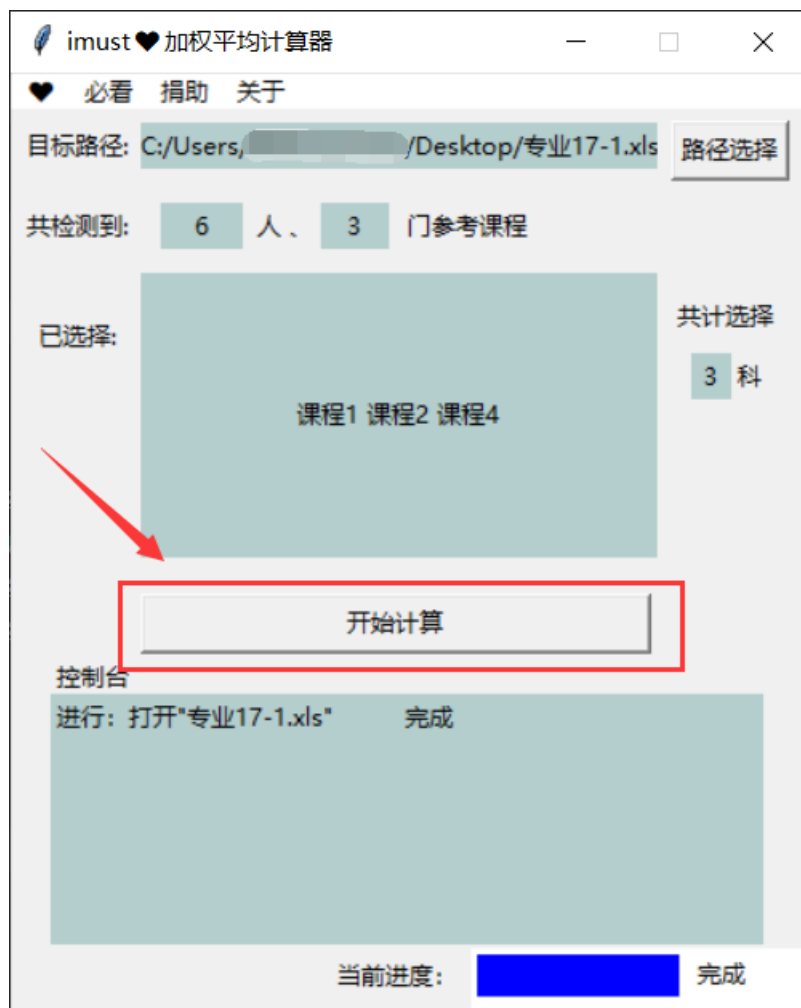 imust♥加权平均计算器
♥ 必看 捐助 关于
目标路径: C:/Users/ /Desktop/专业17-1.xls 路径选择
共检测到: 6 人 、 3 门参考课程
共计选择
已选择:
3 科
课程1 课程2 课程4
开始计算
控制台
进行：打开"专业17-1.xls" 完成
当前进度： 完成